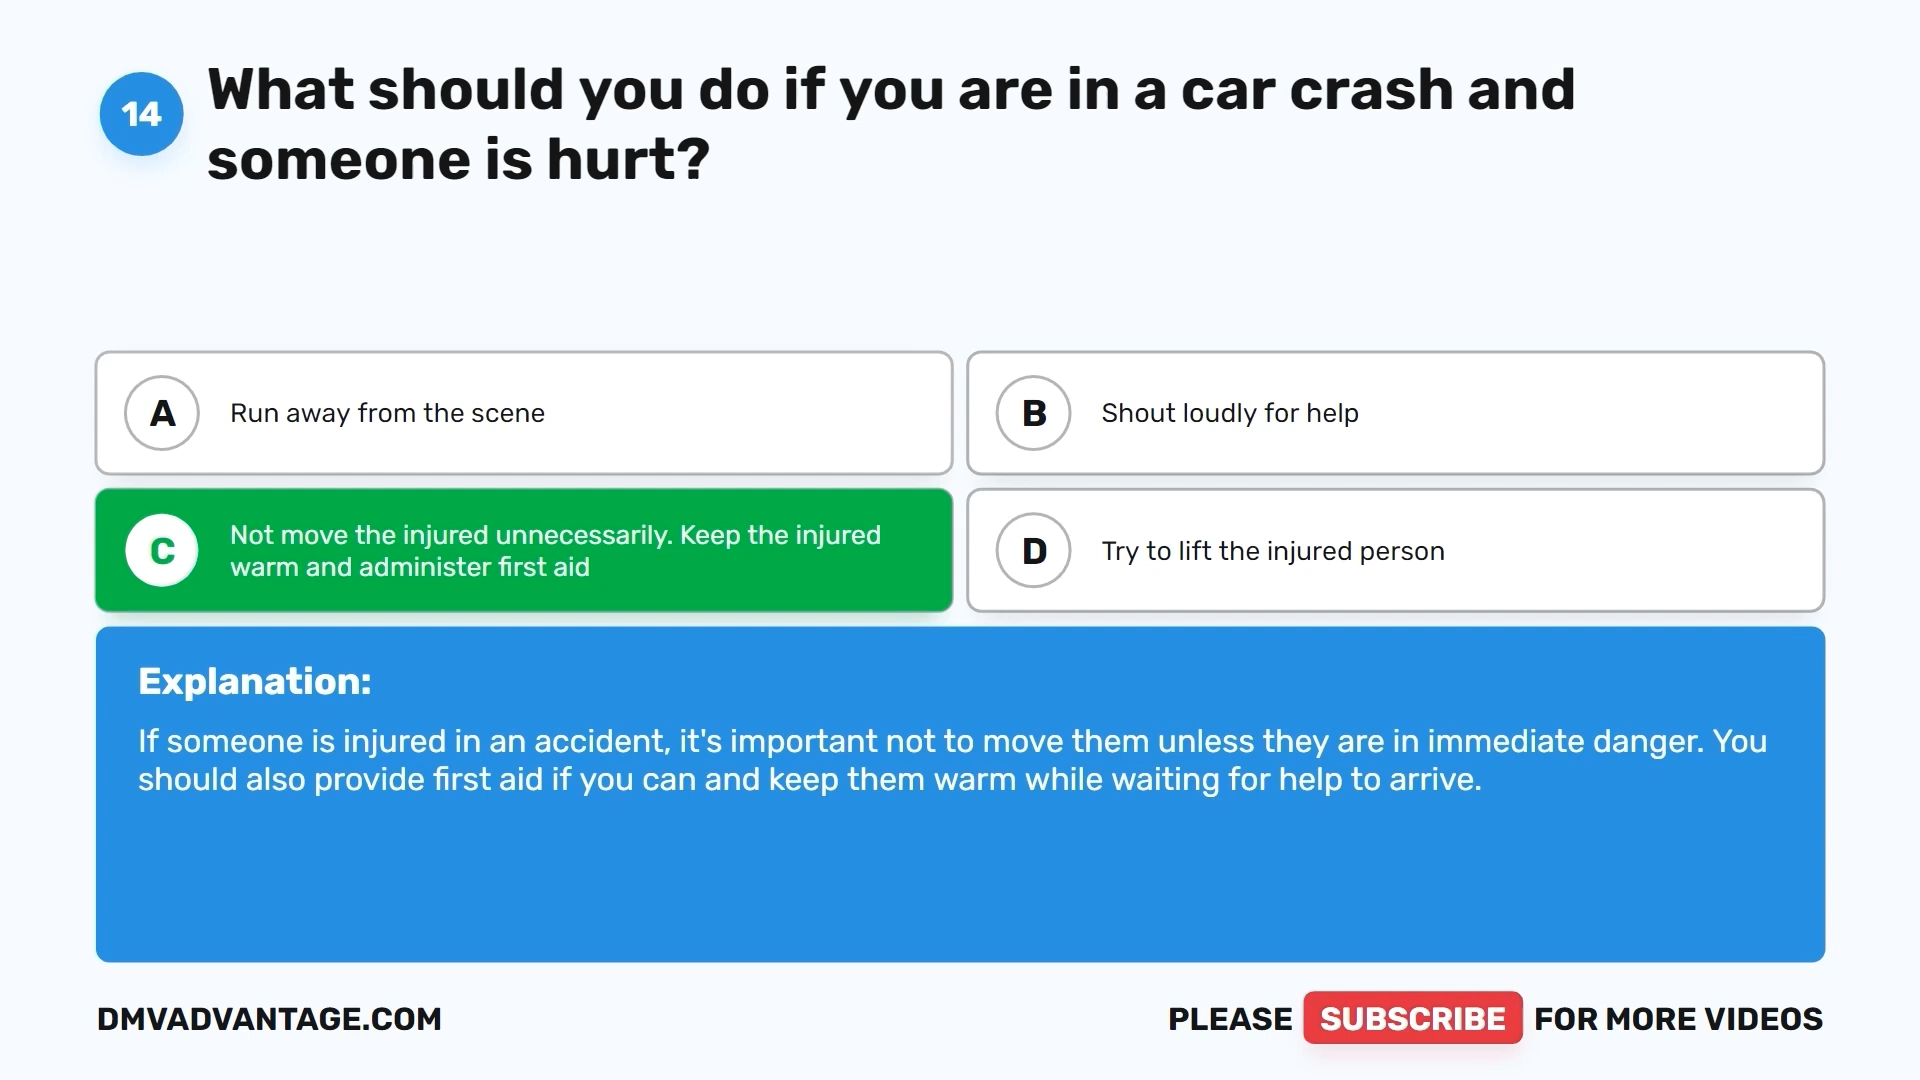 14
What should you do if you are in a car crash and
someone is hurt?
A
Run away from the scene
B
Shout loudly for help
C
Not move the injured unnecessarily. Keep the injured
warm and administer first aid
D
Try to lift the injured person
Explanation:
If someone is injured in an accident, it's important not to move them unless they are in immediate danger. You
should also provide first aid if you can and keep them warm while waiting for help to arrive.
DMVADVANTAGE.COM
PLEASE SUBSCRIBE FOR MORE VIDEOS